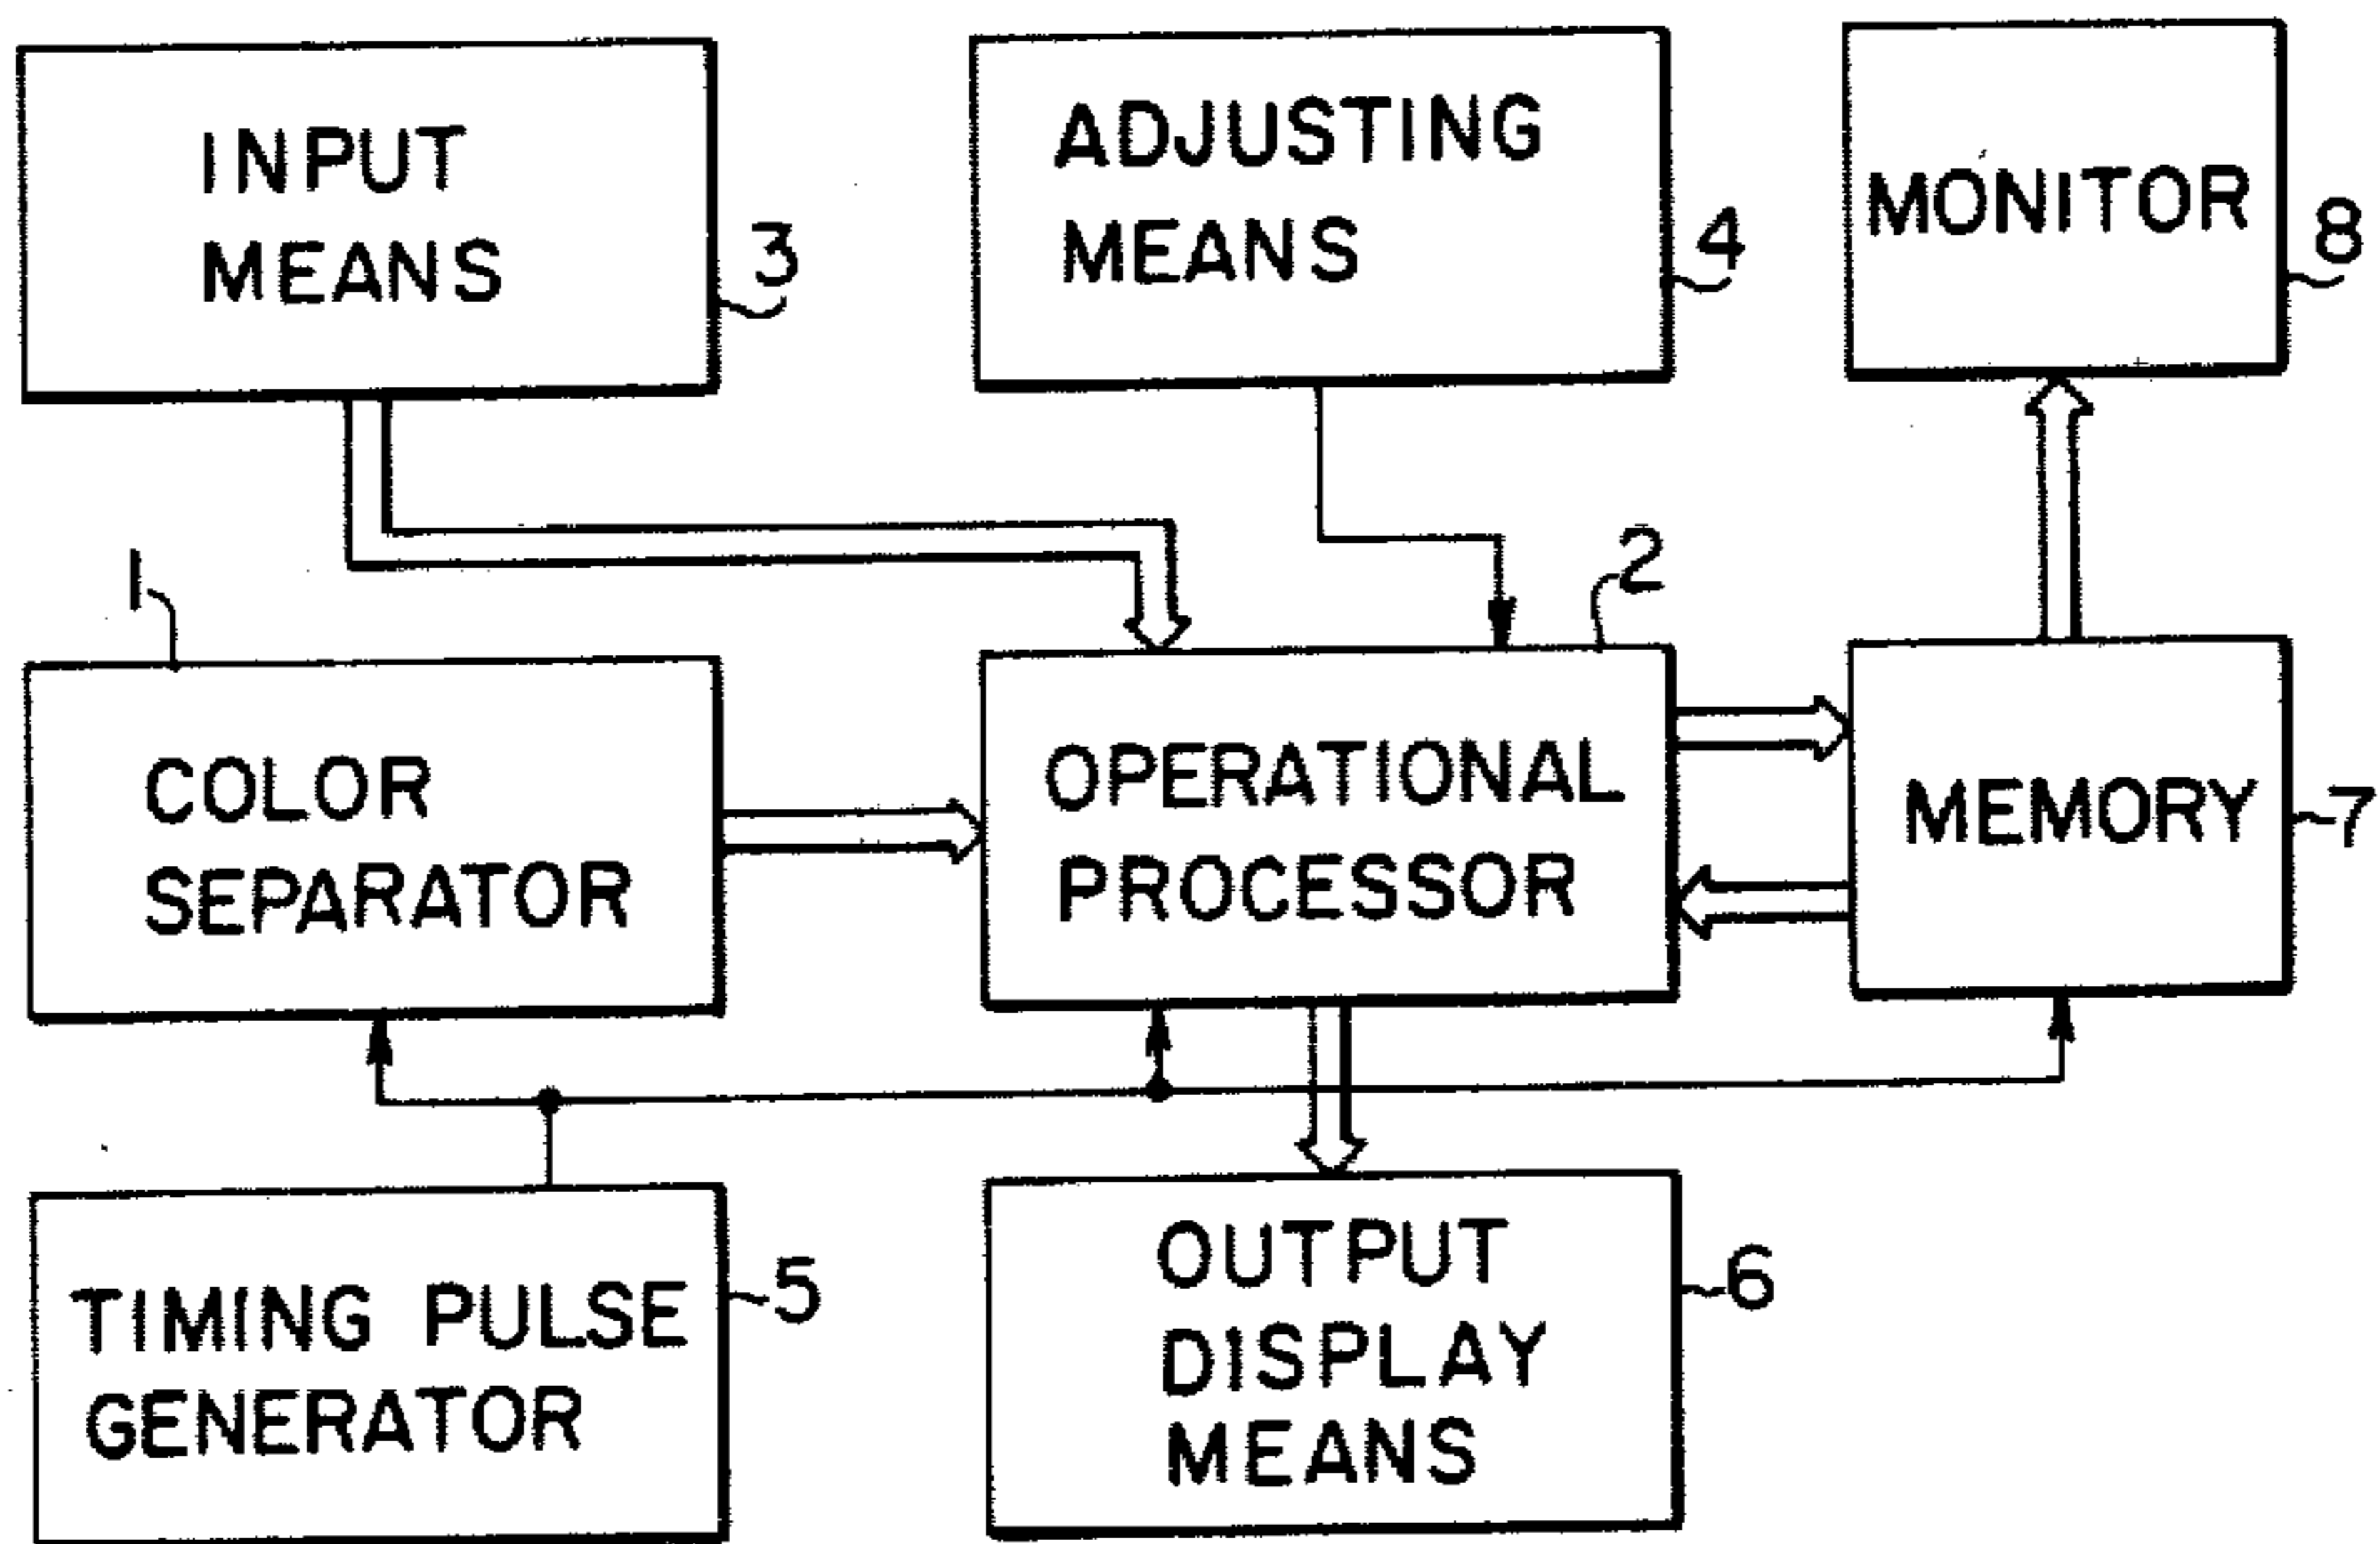 INPUT
MEANS
3
ADJUSTING
MEANS
4
MONITOR
8
1
COLOR
SEPARATOR
2
OPERATIONAL
PROCESSOR
MEMORY
7
TIMING PULSE
GENERATOR
5
OUTPUT
DISPLAY
MEANS
6